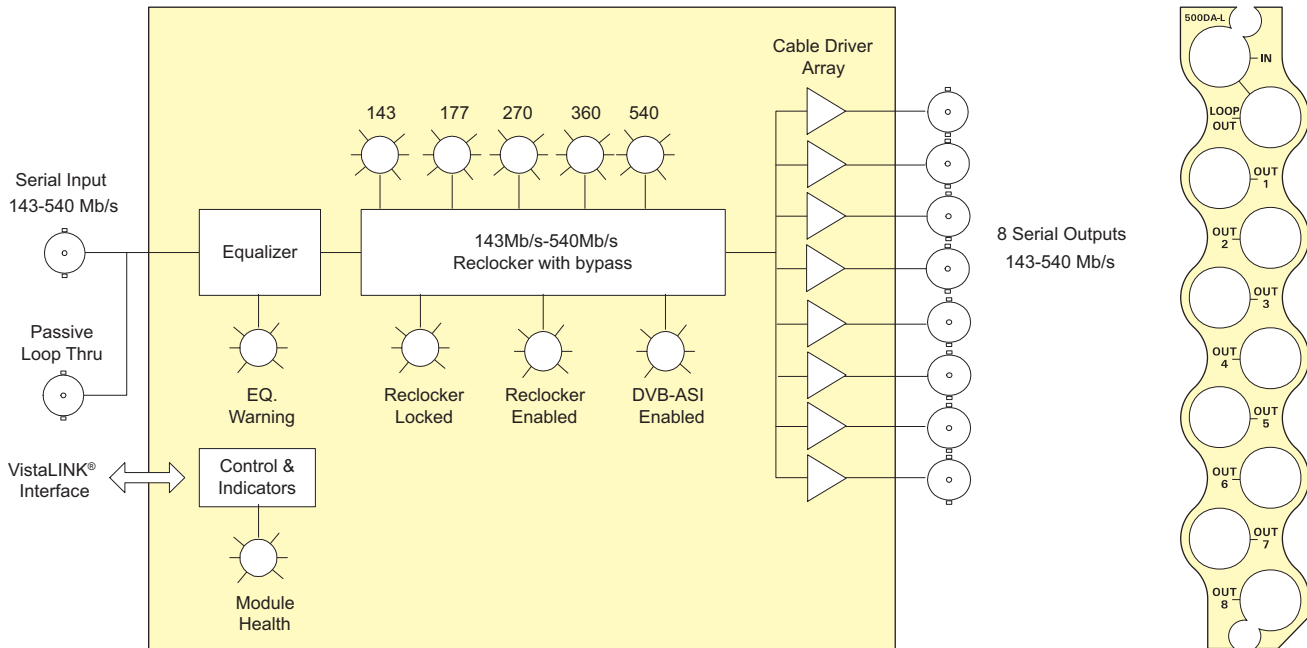 Serial Input
143-540 Mb/s
Passive
Loop Thru
VistaLINK®
Interface
143
177
270
360
540
Equalizer
143Mb/s-540Mb/s
Reclocker with bypass
EQ.
Warning
Reclocker
Locked
Reclocker
Enabled
DVB-ASI
Enabled
Control &
Indicators
Module
Health
Cable Driver
Array
8 Serial Outputs
143-540 Mb/s
500DA-L
IN
LOOP
OUT
OUT
1
OUT
2
OUT
3
OUT
4
OUT
5
OUT
6
OUT
7
OUT
8